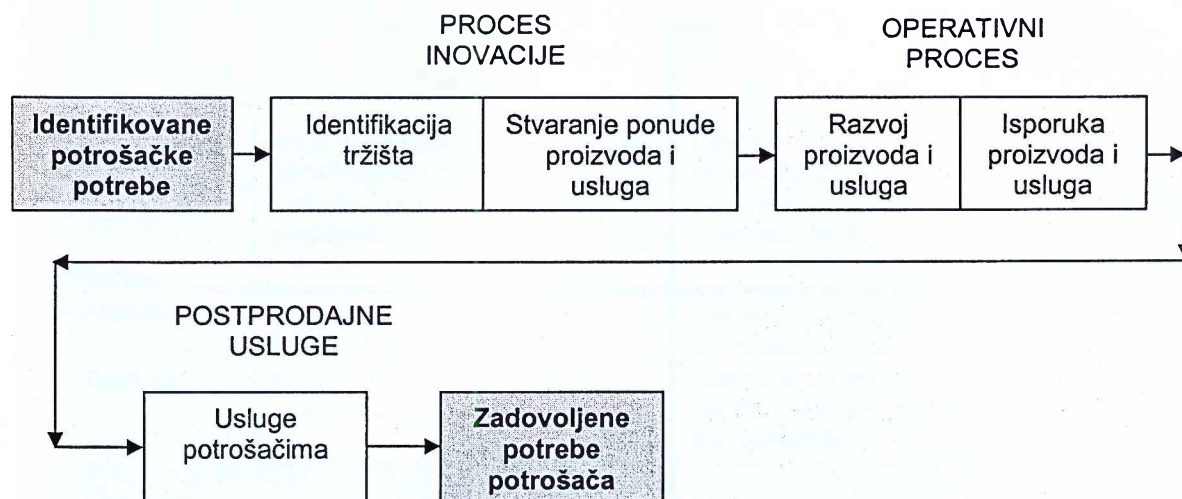 PROCES
INOVACIJE
OPERATIVNI
PROCES
Identifikovane
potrošačke
potrebe
Identifikacija
tržišta
Stvaranje ponude
proizvoda i
usluga
Razvoj
proizvoda i
usluga
Isporuka
proizvoda i
usluga
POSTPRODAJNE
USLUGE
Usluge
potrošačima
Zadovoljene
potrebe
potrošača